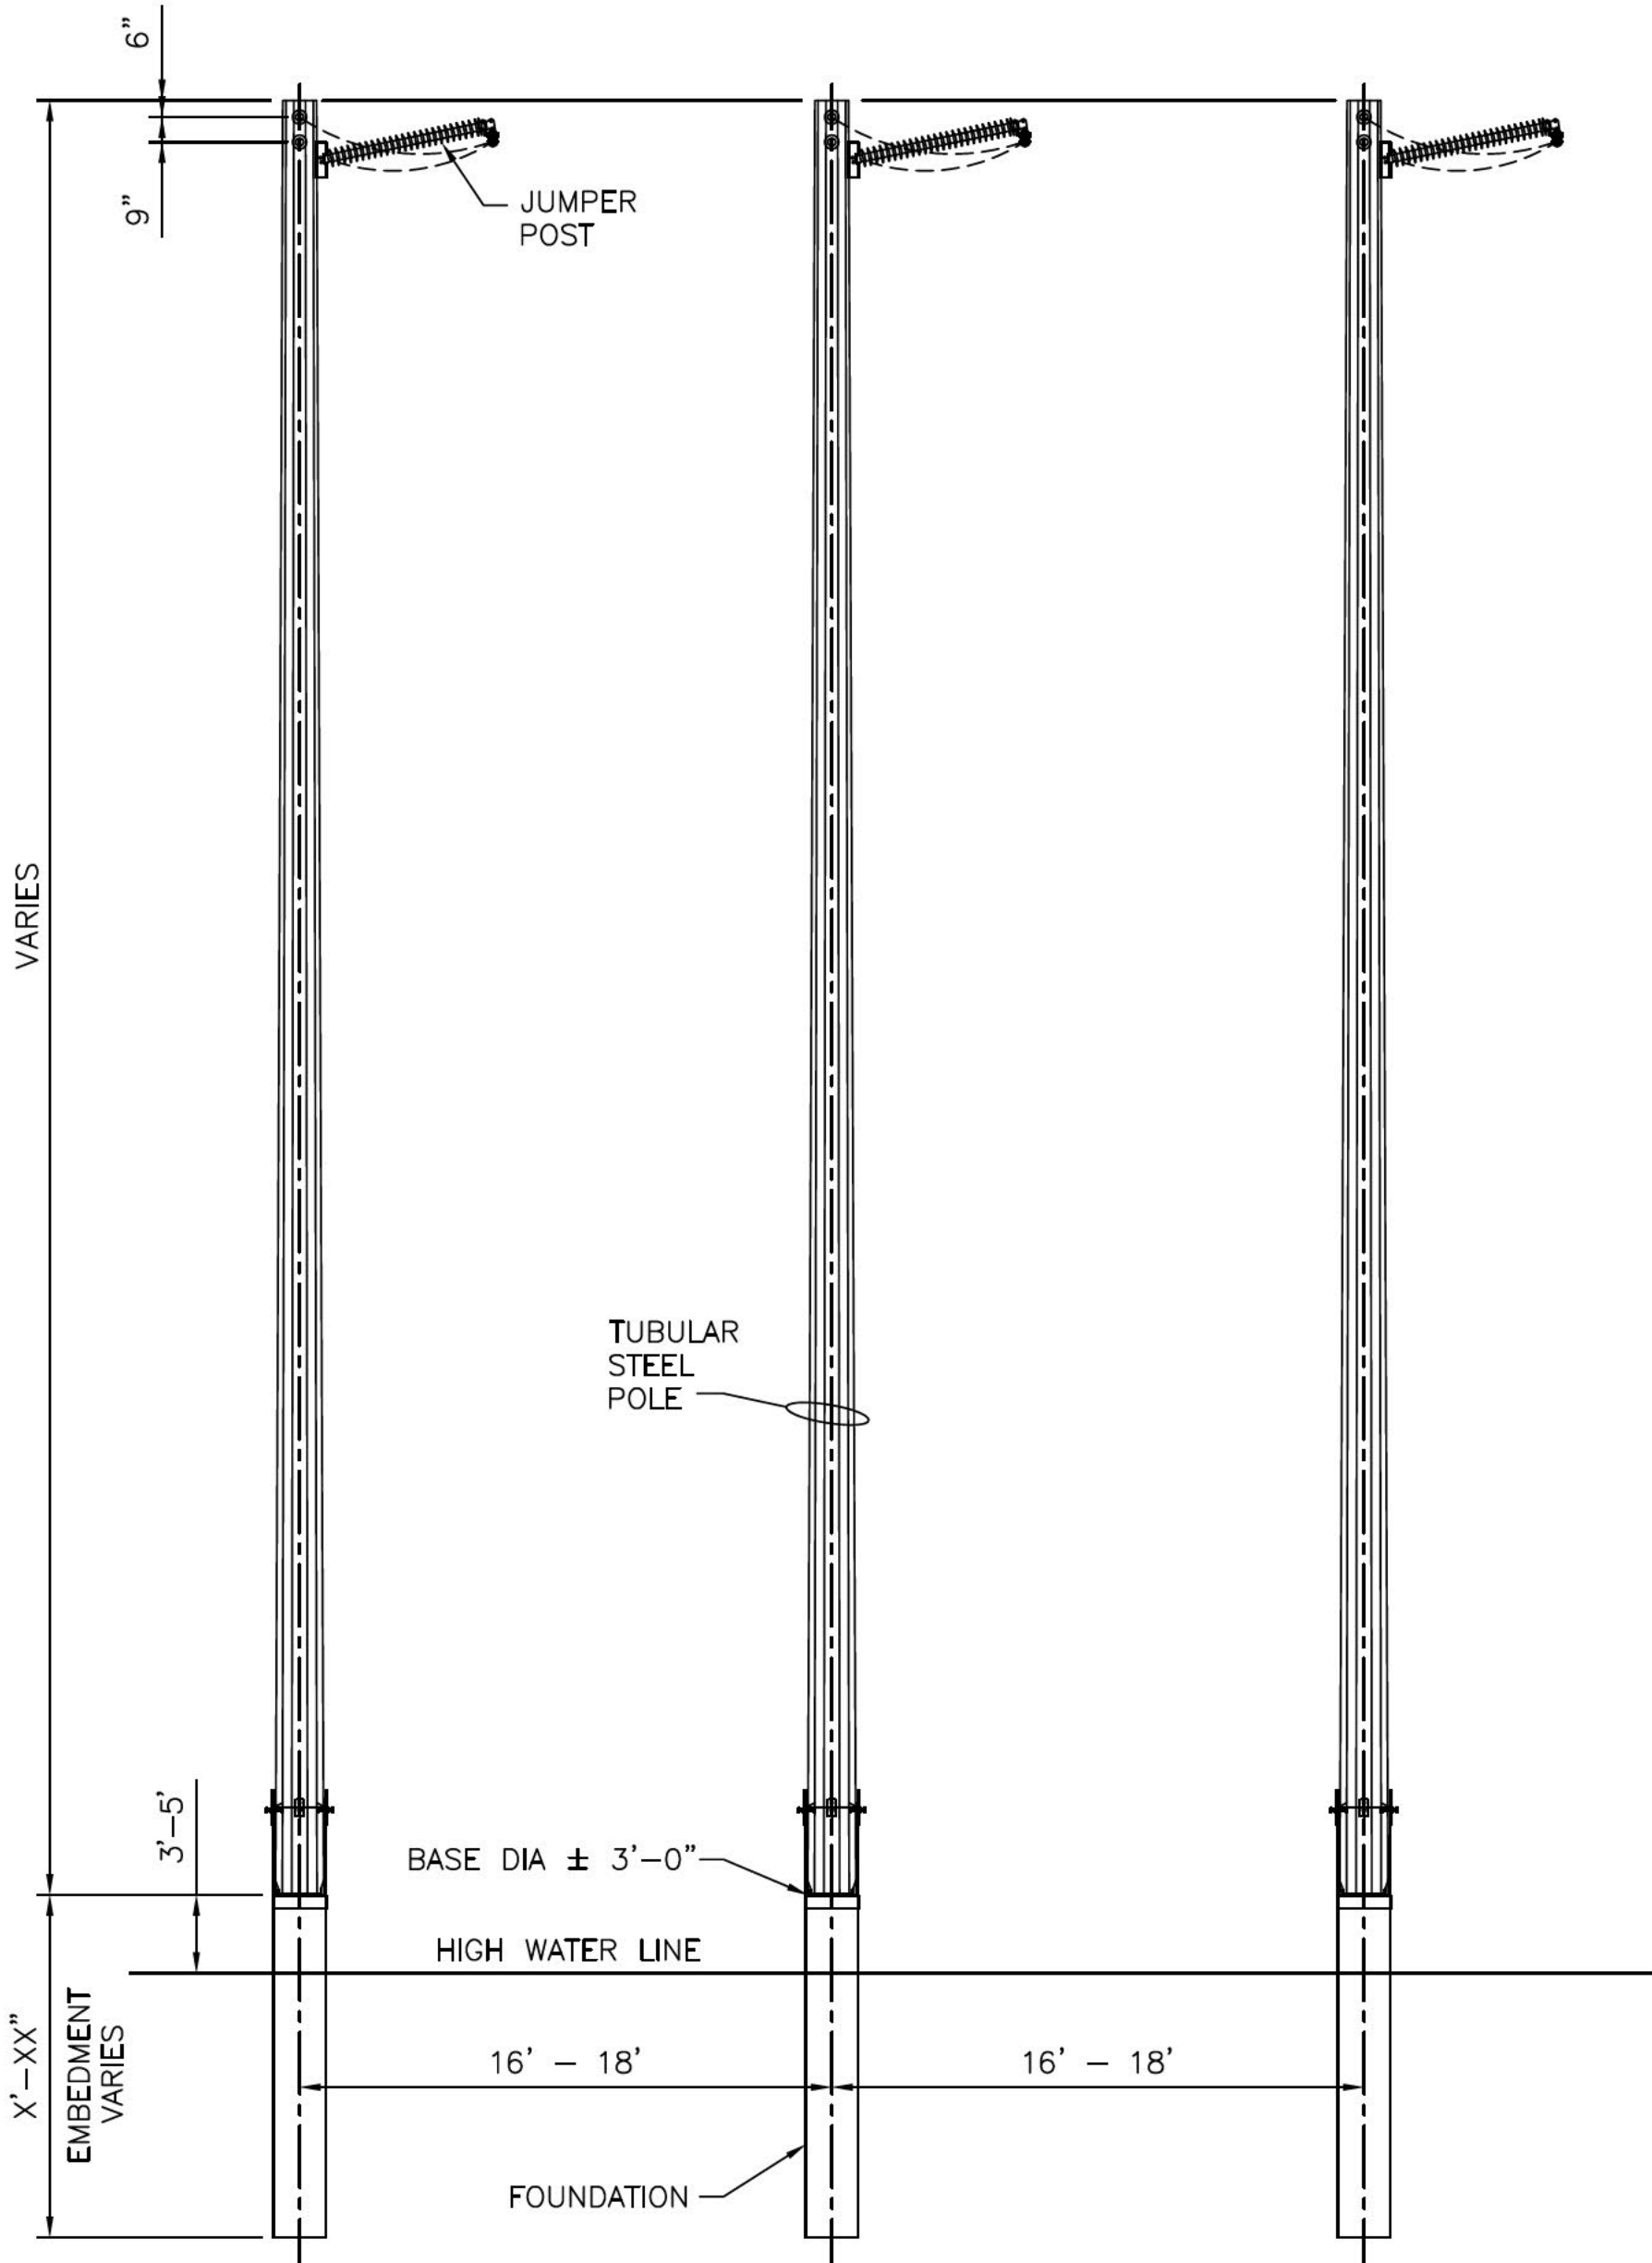 6”
9”
JUMPER
POST
VARIES
TUBULAR
STEEL
POLE
3’–5’
BASE DIA ± 3’–0”
HIGH WATER LINE
X’–XX”
EMBEDMENT
VARIES
16’ – 18’
16’ – 18’
FOUNDATION